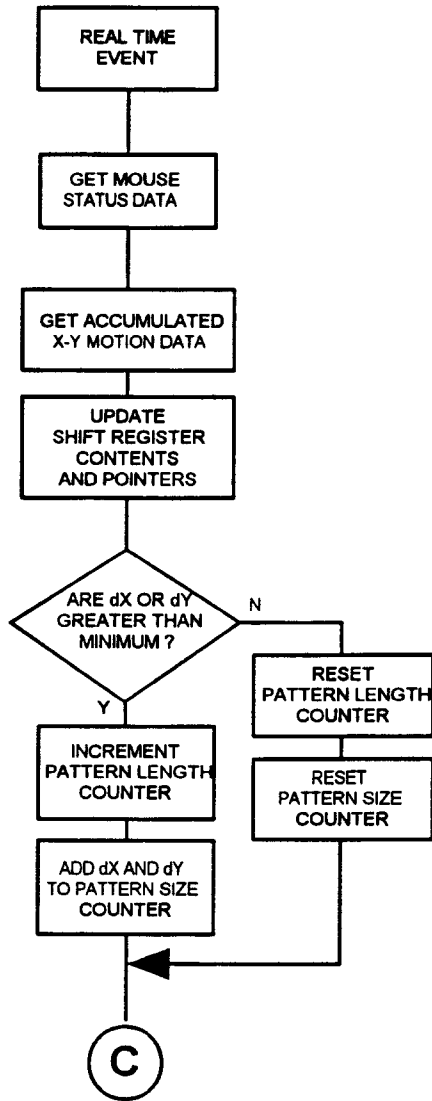 REAL TIME
EVENT
GET MOUSE
STATUS DATA
GET ACCUMULATED
X-Y MOTION DATA
UPDATE
SHIFT REGISTER
CONTENTS
AND POINTERS
ARE dX OR dY
GREATER THAN
MINIMUM ?
N
Y
RESET
PATTERN LENGTH
COUNTER
INCREMENT
PATTERN LENGTH
COUNTER
RESET
PATTERN SIZE
COUNTER
ADD dX AND dY
TO PATTERN SIZE
COUNTER
C